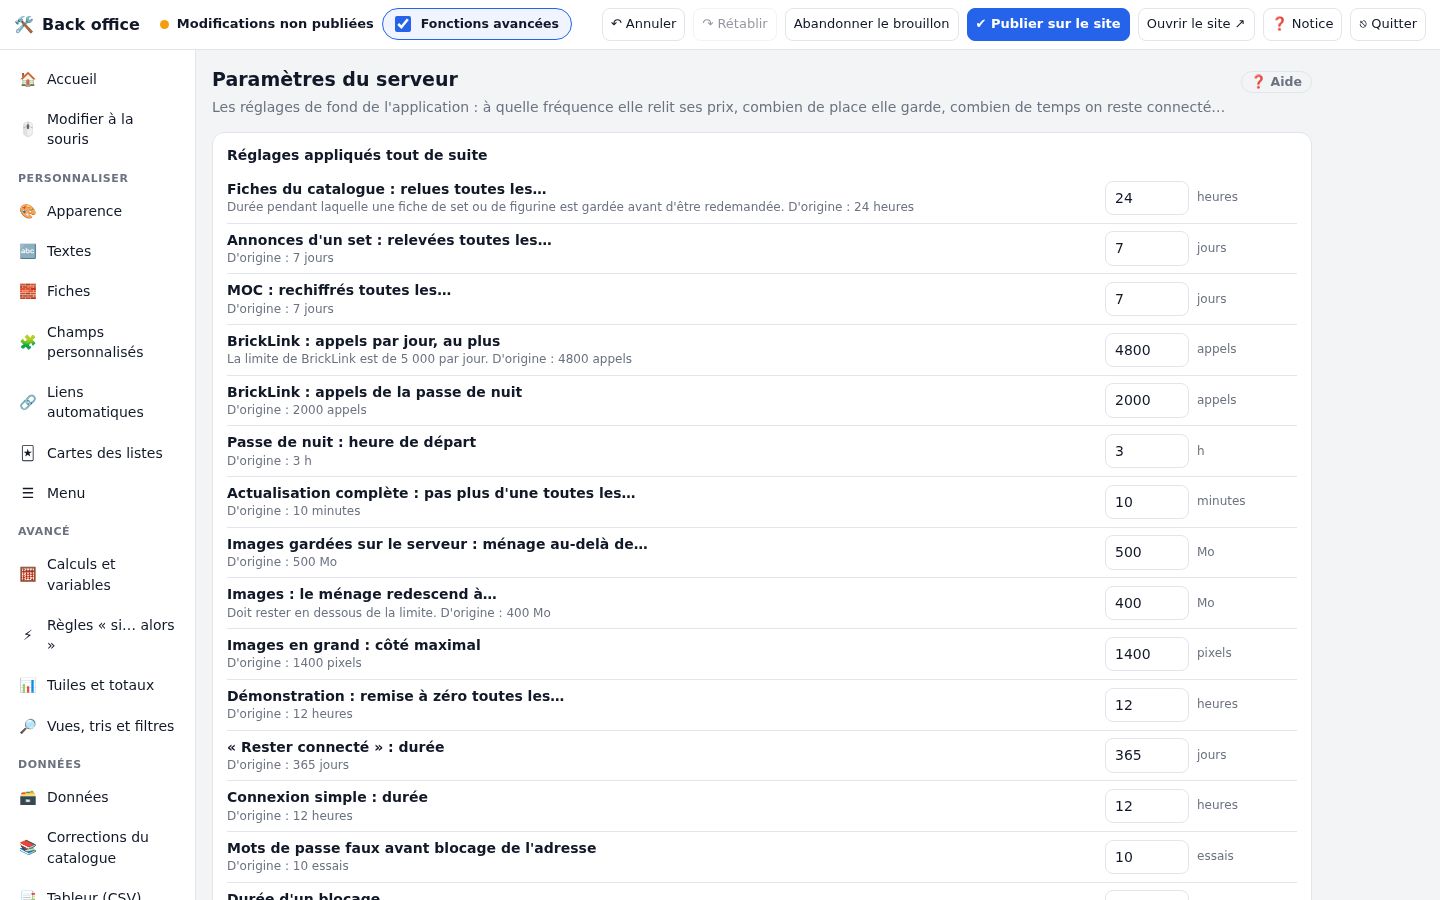 Back office
Modifications non publiées
Fonctions avancées
↶ Annuler
↷ Rétablir
Abandonner le brouillon
✔ Publier sur le site
Ouvrir le site ↗
❓ Notice
⎋ Quitter
Accueil
Modifier à la
souris
PERSONNALISER
Apparence
Textes
Fiches
Champs
personnalisés
Liens
automatiques
Cartes des listes
Menu
AVANCÉ
Calculs et
variables
Règles « si… alors
»
Tuiles et totaux
Vues, tris et filtres
DONNÉES
Données
Corrections du
catalogue
Tableur (CSV)
Paramètres du serveur
❓ Aide
Les réglages de fond de l'application : à quelle fréquence elle relit ses prix, combien de place elle garde, combien de temps on reste connecté…
Réglages appliqués tout de suite
Fiches du catalogue : relues toutes les…
Durée pendant laquelle une fiche de set ou de figurine est gardée avant d'être redemandée. D'origine : 24 heures
24 heures
Annonces d'un set : relevées toutes les…
D'origine : 7 jours
7 jours
MOC : rechiffrés toutes les…
D'origine : 7 jours
7 jours
BrickLink : appels par jour, au plus
La limite de BrickLink est de 5 000 par jour. D'origine : 4800 appels
4800 appels
BrickLink : appels de la passe de nuit
D'origine : 2000 appels
2000 appels
Passe de nuit : heure de départ
D'origine : 3 h
3 h
Actualisation complète : pas plus d'une toutes les…
D'origine : 10 minutes
10 minutes
Images gardées sur le serveur : ménage au-delà de…
D'origine : 500 Mo
500 Mo
Images : le ménage redescend à…
Doit rester en dessous de la limite. D'origine : 400 Mo
400 Mo
Images en grand : côté maximal
D'origine : 1400 pixels
1400 pixels
Démonstration : remise à zéro toutes les…
D'origine : 12 heures
12 heures
« Rester connecté » : durée
D'origine : 365 jours
365 jours
Connexion simple : durée
D'origine : 12 heures
12 heures
Mots de passe faux avant blocage de l'adresse
D'origine : 10 essais
10 essais
Durée d'un blocage